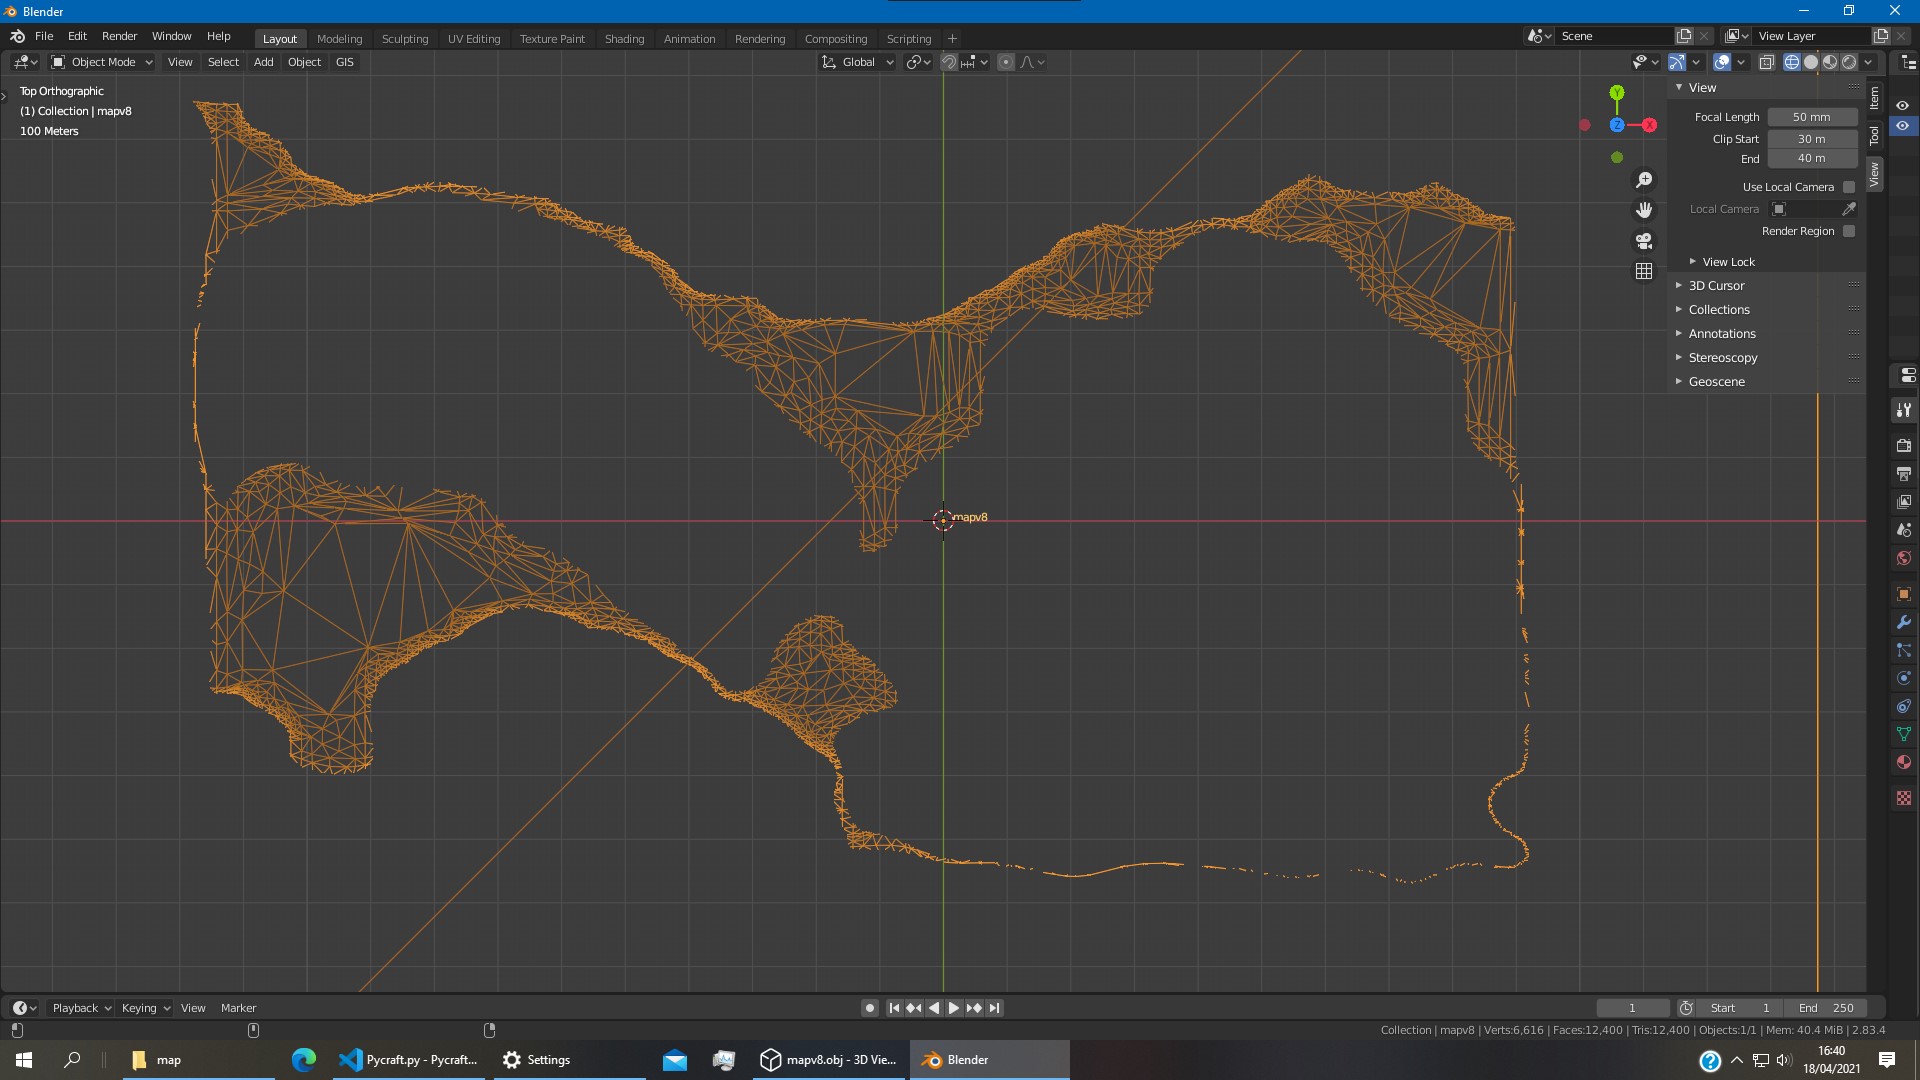 Blender
File Edit Render Window Help
Layout Modeling Sculpting UV Editing Texture Paint Shading Animation Rendering Compositing Scripting +
Scene
View Layer
Object Mode View Select Add Object GIS
Global
Top Orthographic
(1) Collection | mapv8
100 Meters
Y
Z
X
View
Focal Length 50 mm
Clip Start 30 m
End 40 m
Use Local Camera
Local Camera
Render Region
View Lock
3D Cursor
Collections
Annotations
Stereoscopy
Geoscene
Item
Tool
View
mapv8
Playback Keying View Marker
1
Start 1
End 250
Collection | mapv8 | Verts:6,616 | Faces:12,400 | Tris:12,400 | Objects:1/1 | Mem: 40.4 MiB | 2.83.4
map
Pycraft.py - Pycraft...
Settings
mapv8.obj - 3D Vie...
Blender
16:40
18/04/2021